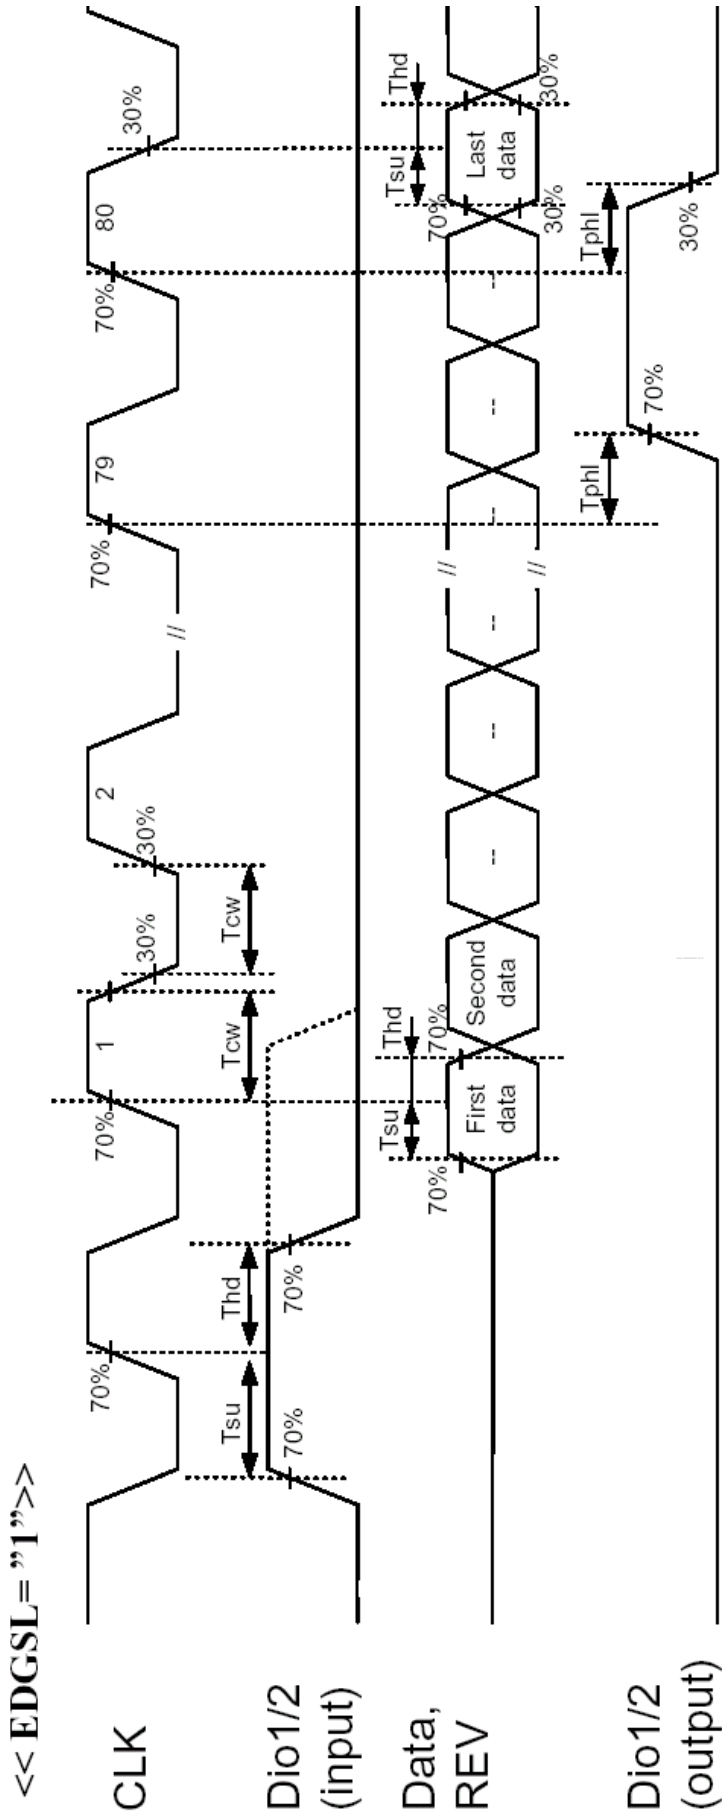 << EDGSL= ”1”>>
CLK
70%
70%
1
30%
30%
2
70%
79
70%
80
30%
Tcw
Tcw
Dio1/2
(input)
Tsu
Thd
70%
70%
Data,
REV
Tsu
Thd
70%
70%
First
data
Second
data
--
--
--
--
--
--
//
//
//
Tsu
Thd
70%
30%
30%
Last
data
Dio1/2
(output)
Tphl
70%
Tphl
30%